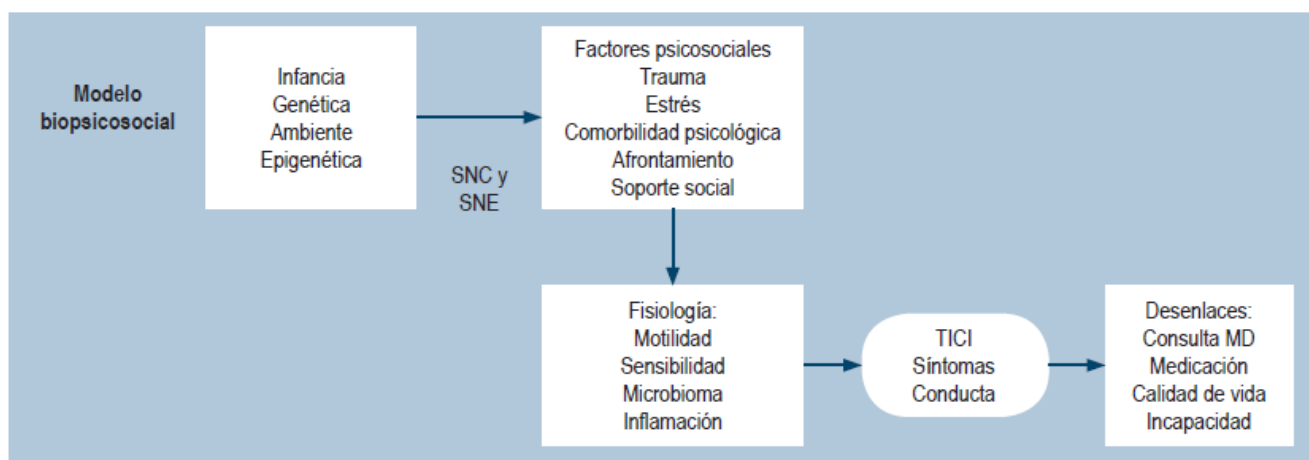 Modelo
biopsicosocial
Infancia
Genética
Ambiente
Epigenética
SNC y
SNE
Factores psicosociales
Trauma
Estrés
Comorbilidad psicológica
Afrontamiento
Soporte social
Fisiología:
Motilidad
Sensibilidad
Microbioma
Inflamación
TICI
Síntomas
Conducta
Desenlaces:
Consulta MD
Medicación
Calidad de vida
Incapacidad